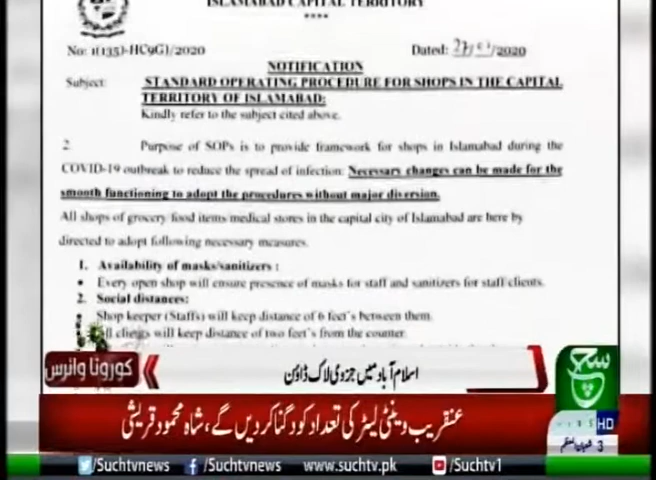 ISLAMABAD CAPITAL TERRITORY
****
No: 1(135)-HC9G)/2020 Dated: /2020
NOTIFICATION
Subject: STANDARD OPERATING PROCEDURE FOR SHOPS IN THE CAPITAL
TERRITORY OF ISLAMABAD:
Kindly refer to the subject cited above.
2. Purpose of SOPs is to provide framework for shops in Islamabad during the
COVID-19 outbreak to reduce the spread of infection. Necessary changes can be made for the
smooth functioning to adopt the procedures without major diversion.
All shops of grocery food items medical stores in the capital city of Islamabad are here by
directed to adopt following necessary measures.
1. Availability of masks/sanitizers :
• Every open shop will ensure presence of masks for staff and sanitizers for staff clients.
2. Social distances:
Shop keeper (Staffs) will keep distance of 6 feet's between them.
will keep distance of two feet's from the counter
کورونا وائرس
اسلام آباد میں جزوی لاک ڈاؤن
سچ
HD
عنقریب وینٹی لیٹر کی تعداد کو دگنا کر دیں گے، شاہ محمود قریشی
3 شعبان المعظم
/Suchtvnews f/Suchtvnews www.suchtv.pk /Suchtv1